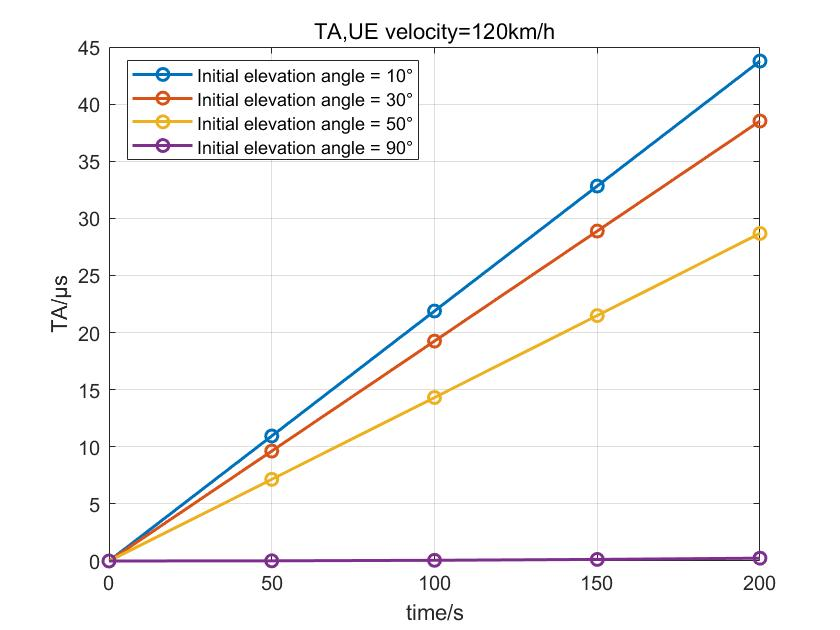 TA,UE velocity=120km/h
Initial elevation angle = 10°
Initial elevation angle = 30°
Initial elevation angle = 50°
Initial elevation angle = 90°
TA/μs
45
40
35
30
25
20
15
10
5
0
0 50 100 150 200
time/s